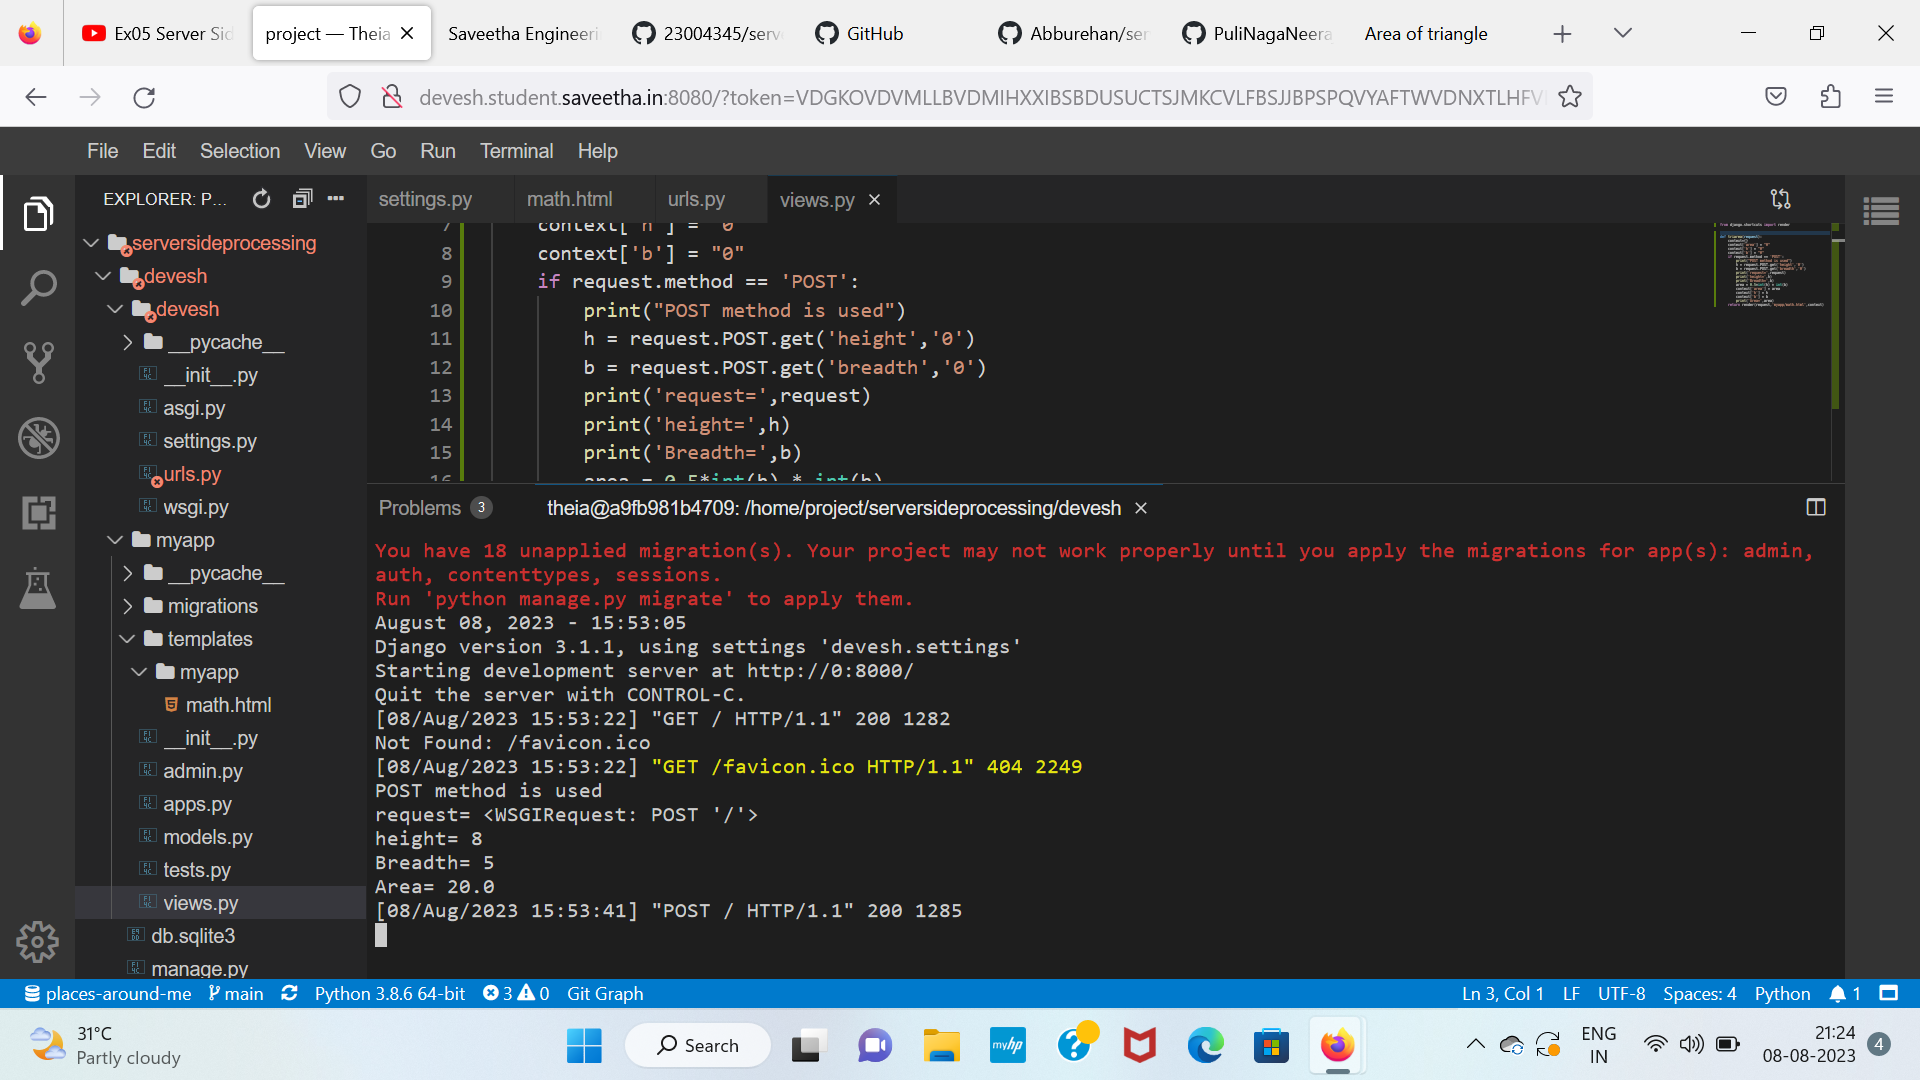 Ex05 Server Sid
project — Theia
Saveetha Engineeri
23004345/serv
GitHub
Abburehan/ser
PuliNagaNeera
Area of triangle
devesh.student.saveetha.in:8080/?token=VDGKOVDVMLLBVDMIHXXIBSBDUSUCTSJMKCVLFBSJJBPSPQVYAFTWVDNXTLHFV
File Edit Selection View Go Run Terminal Help
EXPLORER: P...
settings.py
math.html
urls.py
views.py
serversideprocessing
devesh
devesh
__pycache__
__init__.py
asgi.py
settings.py
urls.py
wsgi.py
myapp
__pycache__
migrations
templates
myapp
math.html
__init__.py
admin.py
apps.py
models.py
tests.py
views.py
db.sqlite3
manage.py
7 context['h'] = "0"
8 context['b'] = "0"
9 if request.method == 'POST':
10 print("POST method is used")
11 h = request.POST.get('height','0')
12 b = request.POST.get('breadth','0')
13 print('request=',request)
14 print('height=',h)
15 print('Breadth=',b)
16 area = 0.5*int(h) * int(b)
Problems 3
theia@a9fb981b4709: /home/project/serversideprocessing/devesh
You have 18 unapplied migration(s). Your project may not work properly until you apply the migrations for app(s): admin,
auth, contenttypes, sessions.
Run 'python manage.py migrate' to apply them.
August 08, 2023 - 15:53:05
Django version 3.1.1, using settings 'devesh.settings'
Starting development server at http://0:8000/
Quit the server with CONTROL-C.
[08/Aug/2023 15:53:22] "GET / HTTP/1.1" 200 1282
Not Found: /favicon.ico
[08/Aug/2023 15:53:22] "GET /favicon.ico HTTP/1.1" 404 2249
POST method is used
request= <WSGIRequest: POST '/'>
height= 8
Breadth= 5
Area= 20.0
[08/Aug/2023 15:53:41] "POST / HTTP/1.1" 200 1285
places-around-me main Python 3.8.6 64-bit 3 0 Git Graph
Ln 3, Col 1 LF UTF-8 Spaces: 4 Python 1
31°C
Partly cloudy
Search
myhp
ENG
IN
21:24
08-08-2023
4